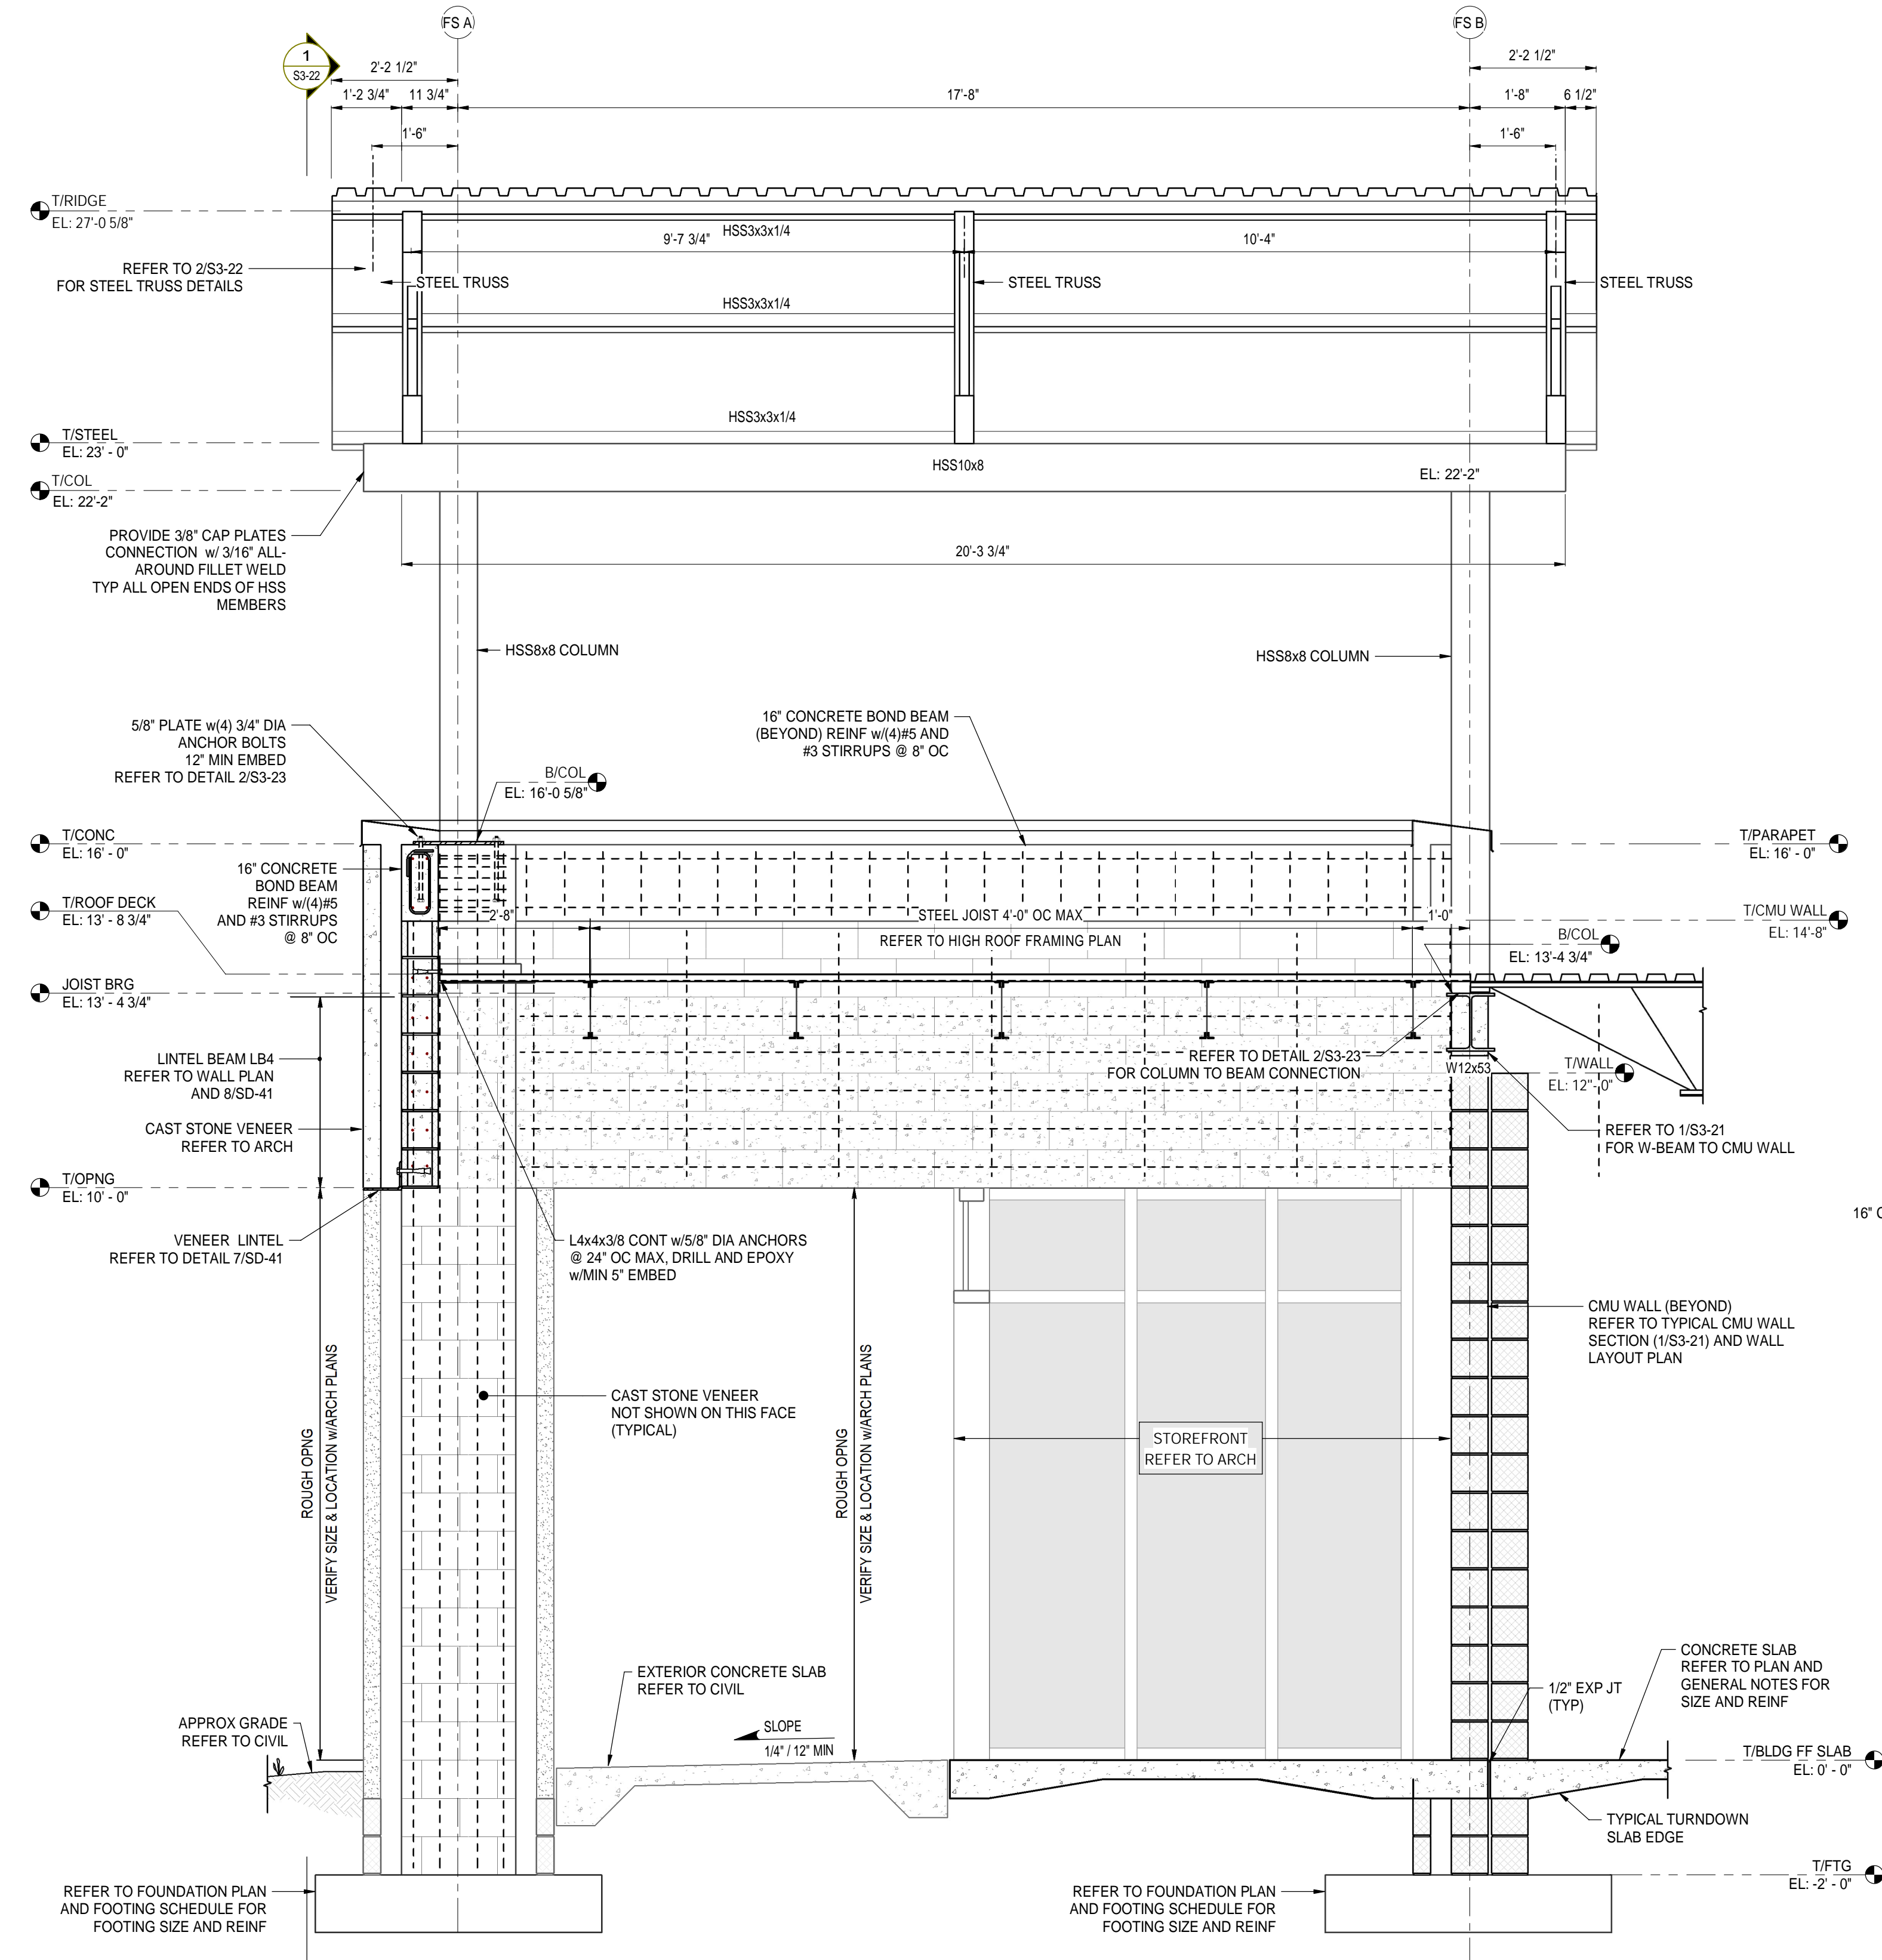 FS A
FS B
1
S3-22
2'-2 1/2"
2'-2 1/2"
1'-2 3/4"
11 3/4"
17'-8"
1'-8"
6 1/2"
1'-6"
1'-6"
T/RIDGE
EL: 27'-0 5/8"
HSS3x3x1/4
9'-7 3/4"
10'-4"
REFER TO 2/S3-22
FOR STEEL TRUSS DETAILS
STEEL TRUSS
STEEL TRUSS
STEEL TRUSS
HSS3x3x1/4
HSS3x3x1/4
T/STEEL
EL: 23' - 0"
HSS10x8
EL: 22'-2"
T/COL
EL: 22'-2"
PROVIDE 3/8" CAP PLATES
CONNECTION w/ 3/16" ALL-
AROUND FILLET WELD
TYP ALL OPEN ENDS OF HSS
MEMBERS
20'-3 3/4"
HSS8x8 COLUMN
HSS8x8 COLUMN
5/8" PLATE w(4) 3/4" DIA
ANCHOR BOLTS
12" MIN EMBED
REFER TO DETAIL 2/S3-23
16" CONCRETE BOND BEAM
(BEYOND) REINF w/(4)#5 AND
#3 STIRRUPS @ 8" OC
B/COL
EL: 16'-0 5/8"
T/CONC
EL: 16' - 0"
T/PARAPET
EL: 16' - 0"
16" CONCRETE
BOND BEAM
REINF w/(4)#5
AND #3 STIRRUPS
@ 8" OC
T/ROOF DECK
EL: 13' - 8 3/4"
2'-8"
STEEL JOIST 4'-0" OC MAX
REFER TO HIGH ROOF FRAMING PLAN
1'-0"
T/CMU WALL
EL: 14'-8"
B/COL
EL: 13'-4 3/4"
JOIST BRG
EL: 13' - 4 3/4"
LINTEL BEAM LB4
REFER TO WALL PLAN
AND 8/SD-41
REFER TO DETAIL 2/S3-23
FOR COLUMN TO BEAM CONNECTION
W12x53
T/WALL
EL: 12"- 0"
CAST STONE VENEER
REFER TO ARCH
REFER TO 1/S3-21
FOR W-BEAM TO CMU WALL
T/OPNG
EL: 10' - 0"
16" C
VENEER LINTEL
REFER TO DETAIL 7/SD-41
L4x4x3/8 CONT w/5/8" DIA ANCHORS
@ 24" OC MAX, DRILL AND EPOXY
w/MIN 5" EMBED
CMU WALL (BEYOND)
REFER TO TYPICAL CMU WALL
SECTION (1/S3-21) AND WALL
LAYOUT PLAN
ROUGH OPNG
VERIFY SIZE & LOCATION w/ARCH PLANS
CAST STONE VENEER
NOT SHOWN ON THIS FACE
(TYPICAL)
ROUGH OPNG
VERIFY SIZE & LOCATION w/ARCH PLANS
STOREFRONT
REFER TO ARCH
EXTERIOR CONCRETE SLAB
REFER TO CIVIL
CONCRETE SLAB
REFER TO PLAN AND
GENERAL NOTES FOR
SIZE AND REINF
1/2" EXP JT
(TYP)
APPROX GRADE
REFER TO CIVIL
SLOPE
1/4" / 12" MIN
T/BLDG FF SLAB
EL: 0' - 0"
TYPICAL TURNDOWN
SLAB EDGE
T/FTG
EL: -2' - 0"
REFER TO FOUNDATION PLAN
AND FOOTING SCHEDULE FOR
FOOTING SIZE AND REINF
REFER TO FOUNDATION PLAN
AND FOOTING SCHEDULE FOR
FOOTING SIZE AND REINF